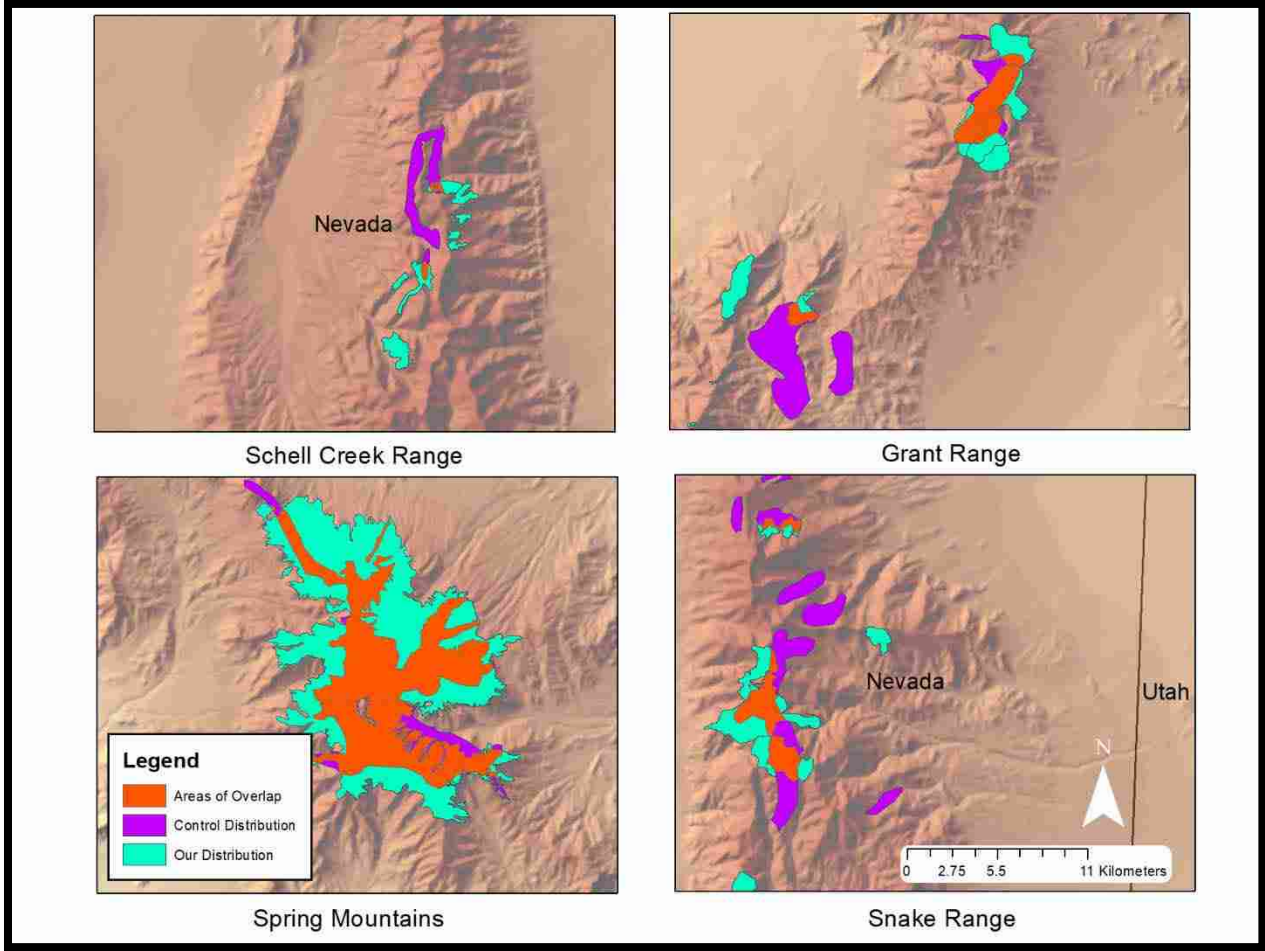 Nevada
Schell Creek Range
Grant Range
Legend
Areas of Overlap
Control Distribution
Our Distribution
Spring Mountains
Nevada
Utah
N
0 2.75 5.5 11 Kilometers
Snake Range